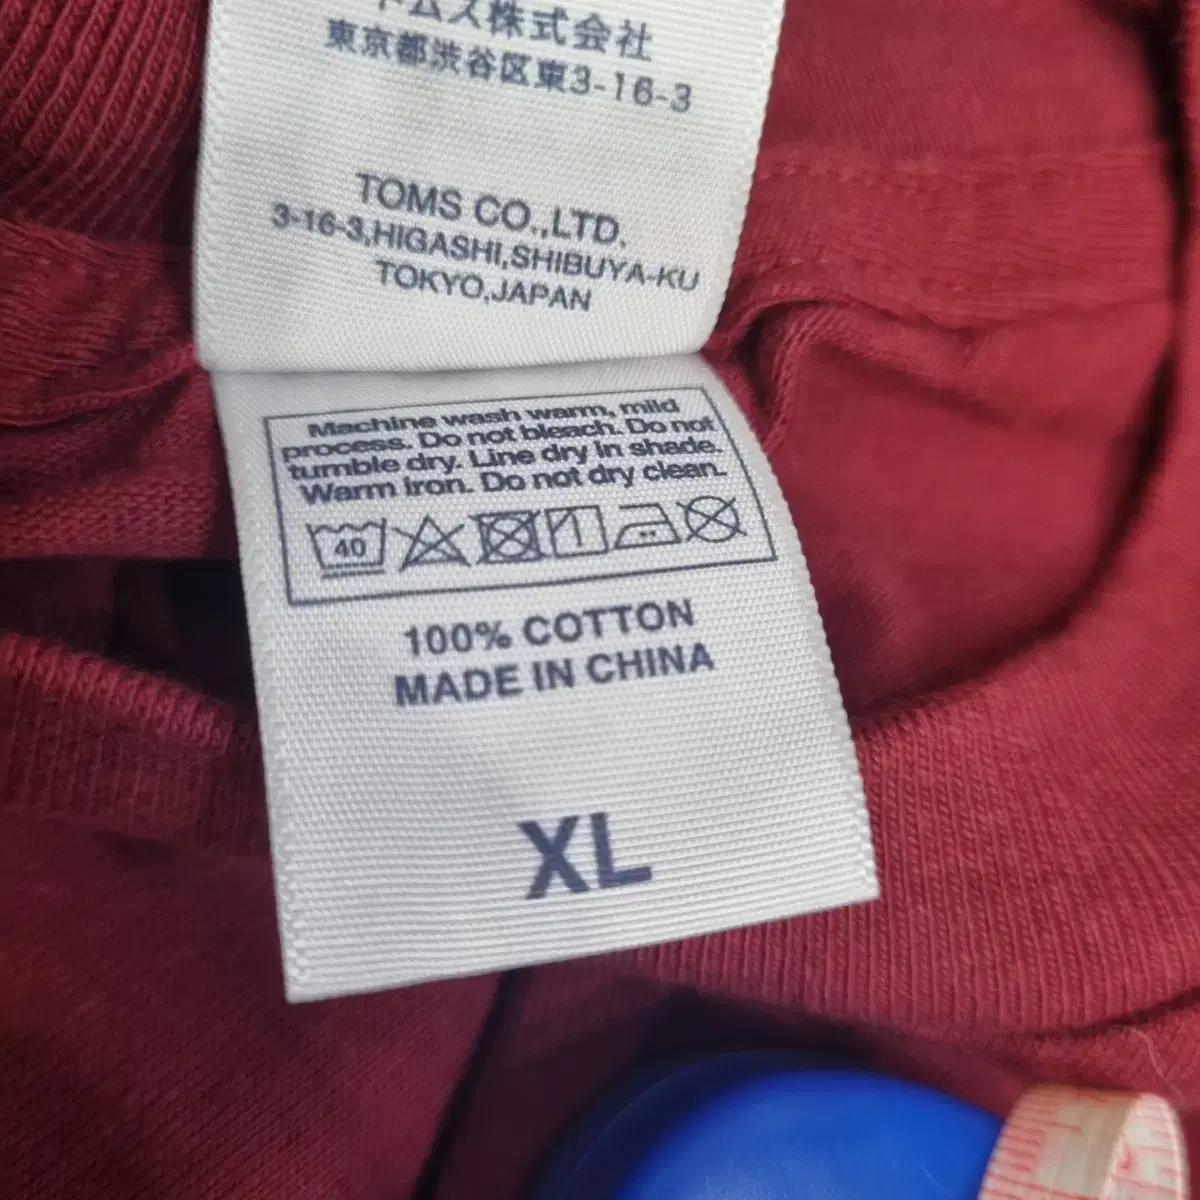 トムス株式会社
東京都渋谷区東3-16-3
TOMS CO.,LTD.
3-16-3,HIGASHI,SHIBUYA-KU
TOKYO,JAPAN
Machine wash warm, mild
process. Do not bleach. Do not
tumble dry. Line dry in shade.
Warm iron. Do not dry clean.
40
100% COTTON
MADE IN CHINA
XL